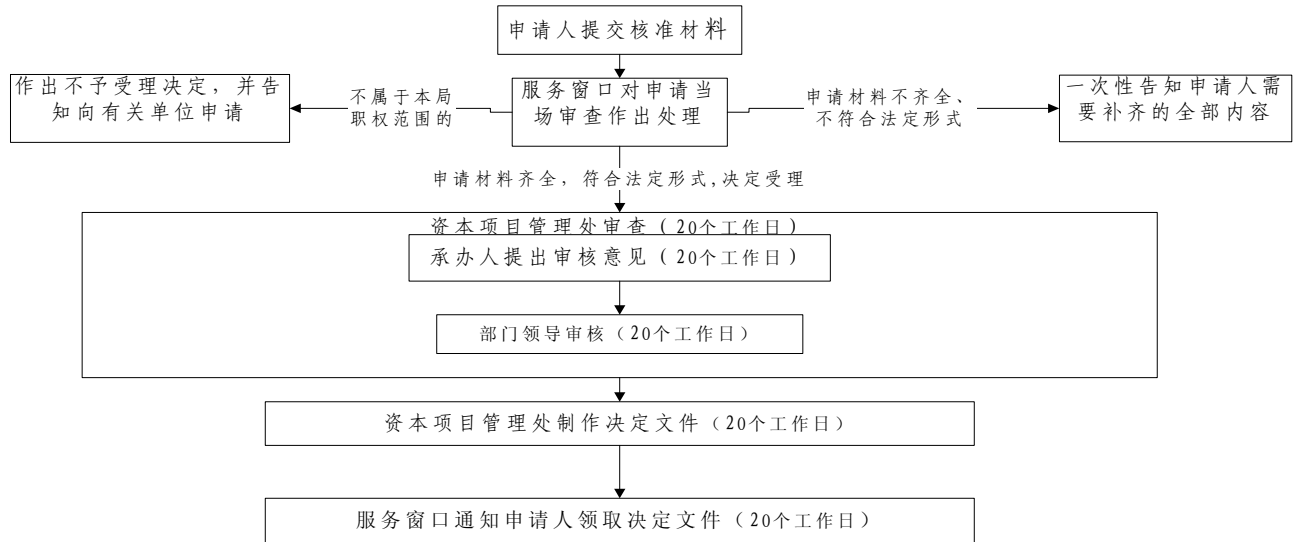 申请人提交核准材料
作出不予受理决定，并告
知向有关单位申请
不属于本局
职权范围的
服务窗口对申请当
场审查作出处理
申请材料不齐全、
不符合法定形式
一次性告知申请人需
要补齐的全部内容
申请材料齐全，符合法定形式,决定受理
资本项目管理处审查（20个工作日）
承办人提出审核意见（20个工作日）
部门领导审核（20个工作日）
资本项目管理处制作决定文件（20个工作日）
服务窗口通知申请人领取决定文件（20个工作日）